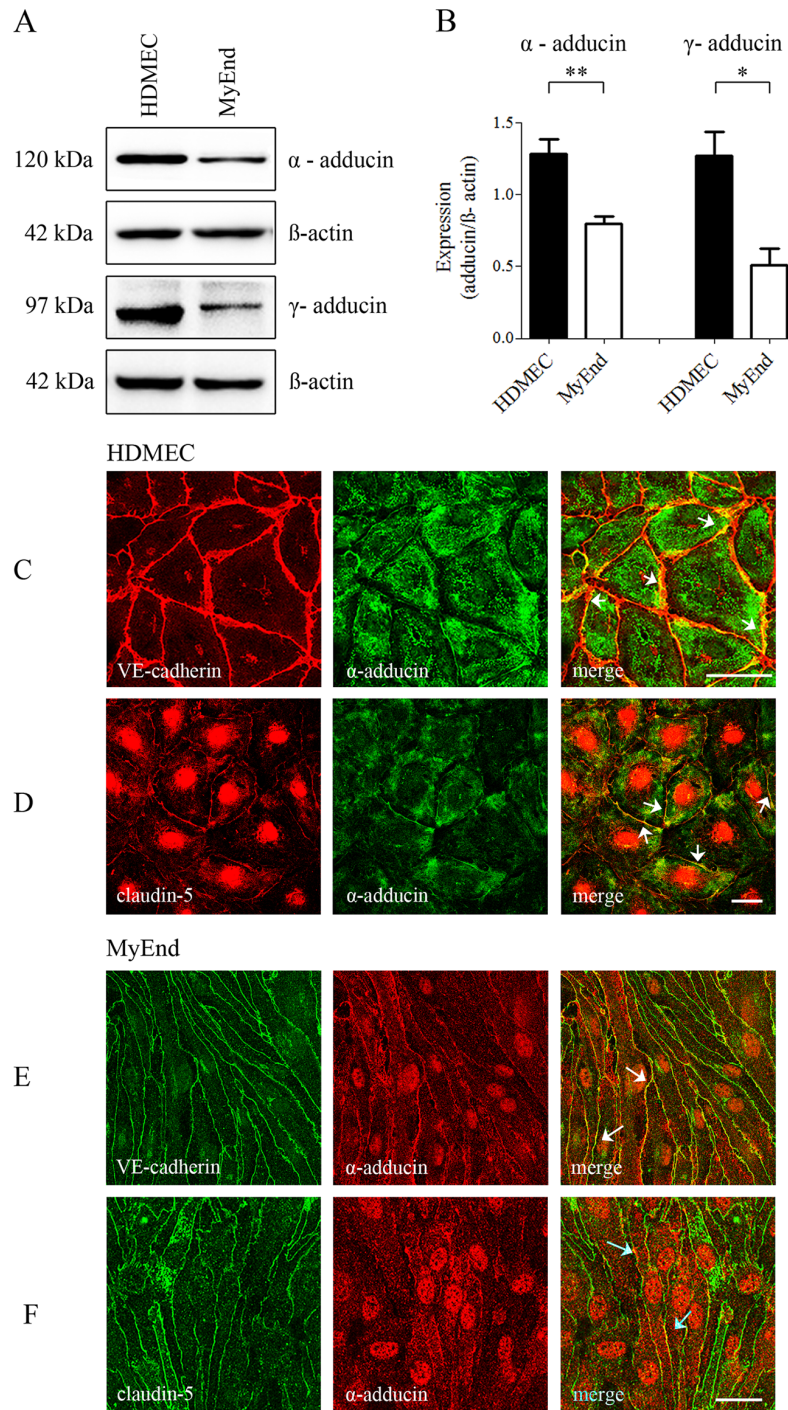 A
HDMEC
MyEnd
120 kDa
α - adducin
42 kDa
ß-actin
97 kDa
γ- adducin
42 kDa
ß-actin
B
α - adducin
γ- adducin
**
*
Expression
(adducin/ß- actin)
1.5
1.0
0.5
0.0
HDMEC
MyEnd
HDMEC
MyEnd
HDMEC
C
VE-cadherin
α-adducin
merge
D
claudin-5
α-adducin
merge
MyEnd
E
VE-cadherin
α-adducin
merge
F
claudin-5
α-adducin
merge